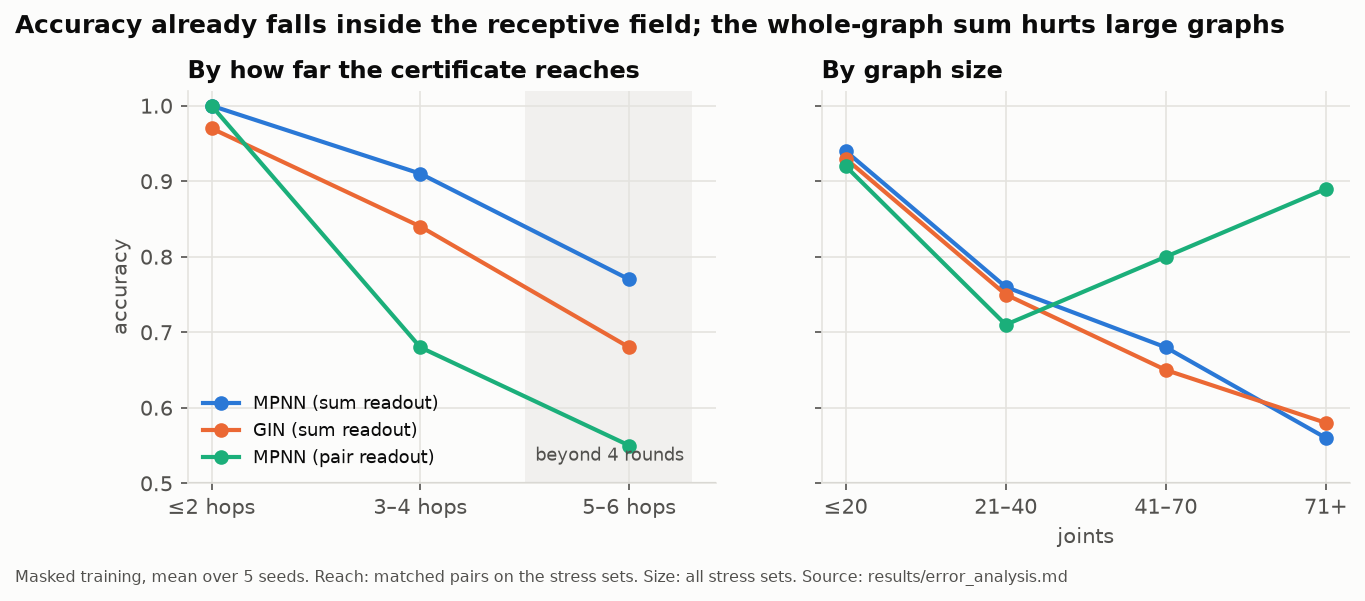 Accuracy already falls inside the receptive field; the whole-graph sum hurts large graphs
By how far the certificate reaches
By graph size
1.0
0.9
0.8
0.7
0.6
0.5
accuracy
MPNN (sum readout)
GIN (sum readout)
MPNN (pair readout)
beyond 4 rounds
≤2 hops
3–4 hops
5–6 hops
≤20
21–40
41–70
71+
joints
Masked training, mean over 5 seeds. Reach: matched pairs on the stress sets. Size: all stress sets. Source: results/error_analysis.md